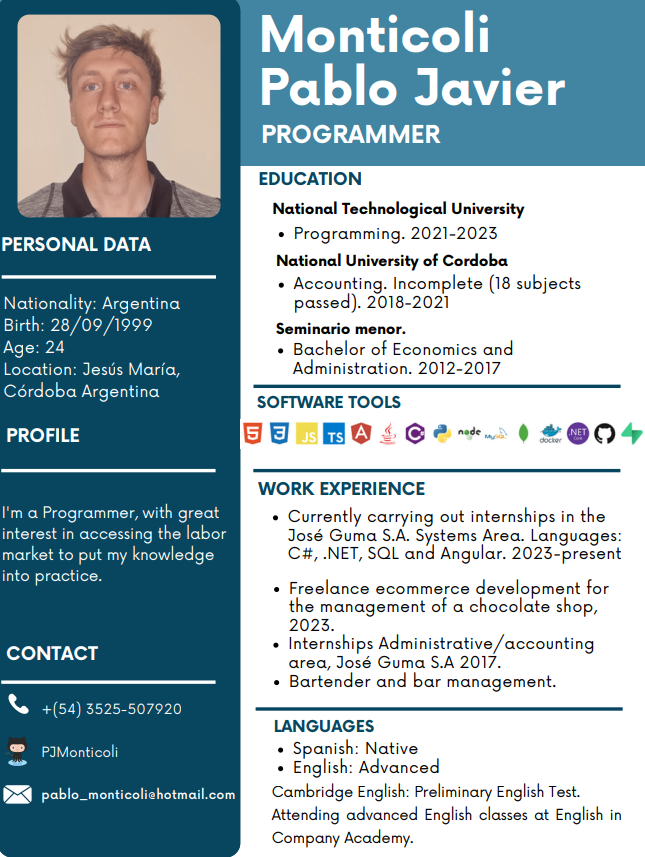 Monticoli
Pablo Javier
PROGRAMMER
PERSONAL DATA
Nationality: Argentina
Birth: 28/09/1999
Age: 24
Location: Jesús María,
Córdoba Argentina
PROFILE
I'm a Programmer, with great
interest in accessing the labor
market to put my knowledge
into practice.
CONTACT
+(54) 3525-507920
PJMonticoli
pablo_monticoli@hotmail.com
EDUCATION
National Technological University
• Programming. 2021-2023
National University of Cordoba
• Accounting. Incomplete (18 subjects
passed). 2018-2021
Seminario menor.
• Bachelor of Economics and
Administration. 2012-2017
SOFTWARE TOOLS
5 3 JS TS A Java C# node MySQL docker .NET Core
WORK EXPERIENCE
• Currently carrying out internships in the
José Guma S.A. Systems Area. Languages:
C#, .NET, SQL and Angular. 2023-present
• Freelance ecommerce development for
the management of a chocolate shop,
2023.
• Internships Administrative/accounting
area, José Guma S.A 2017.
• Bartender and bar management.
LANGUAGES
• Spanish: Native
• English: Advanced
Cambridge English: Preliminary English Test.
Attending advanced English classes at English in
Company Academy.